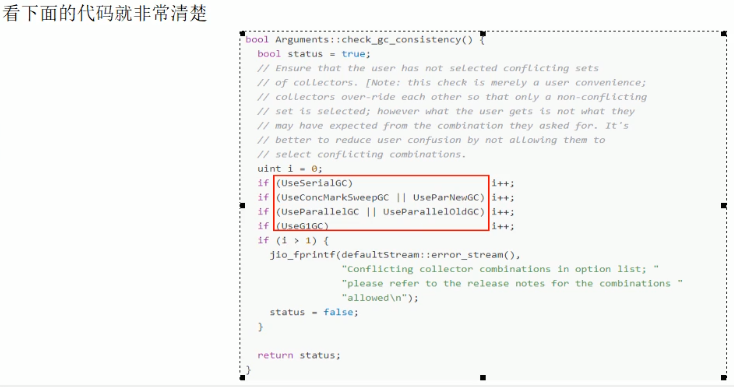 看下面的代码就非常清楚
bool Arguments::check_gc_consistency() {
  bool status = true;
  // Ensure that the user has not selected conflicting sets
  // of collectors. [Note: this check is merely a user convenience;
  // collectors over-ride each other so that only a non-conflicting
  // set is selected; however what the user gets is not what they
  // may have expected from the combination they asked for. It's
  // better to reduce user confusion by not allowing them to
  // select conflicting combinations.
  uint i = 0;
  if (UseSerialGC) i++;
  if (UseConcMarkSweepGC || UseParNewGC) i++;
  if (UseParallelGC || UseParallelOldGC) i++;
  if (UseG1GC) i++;
  if (i > 1) {
    jio_fprintf(defaultStream::error_stream(),
                "Conflicting collector combinations in option list; "
                "please refer to the release notes for the combinations "
                "allowed\n");
    status = false;
  }
  return status;
}